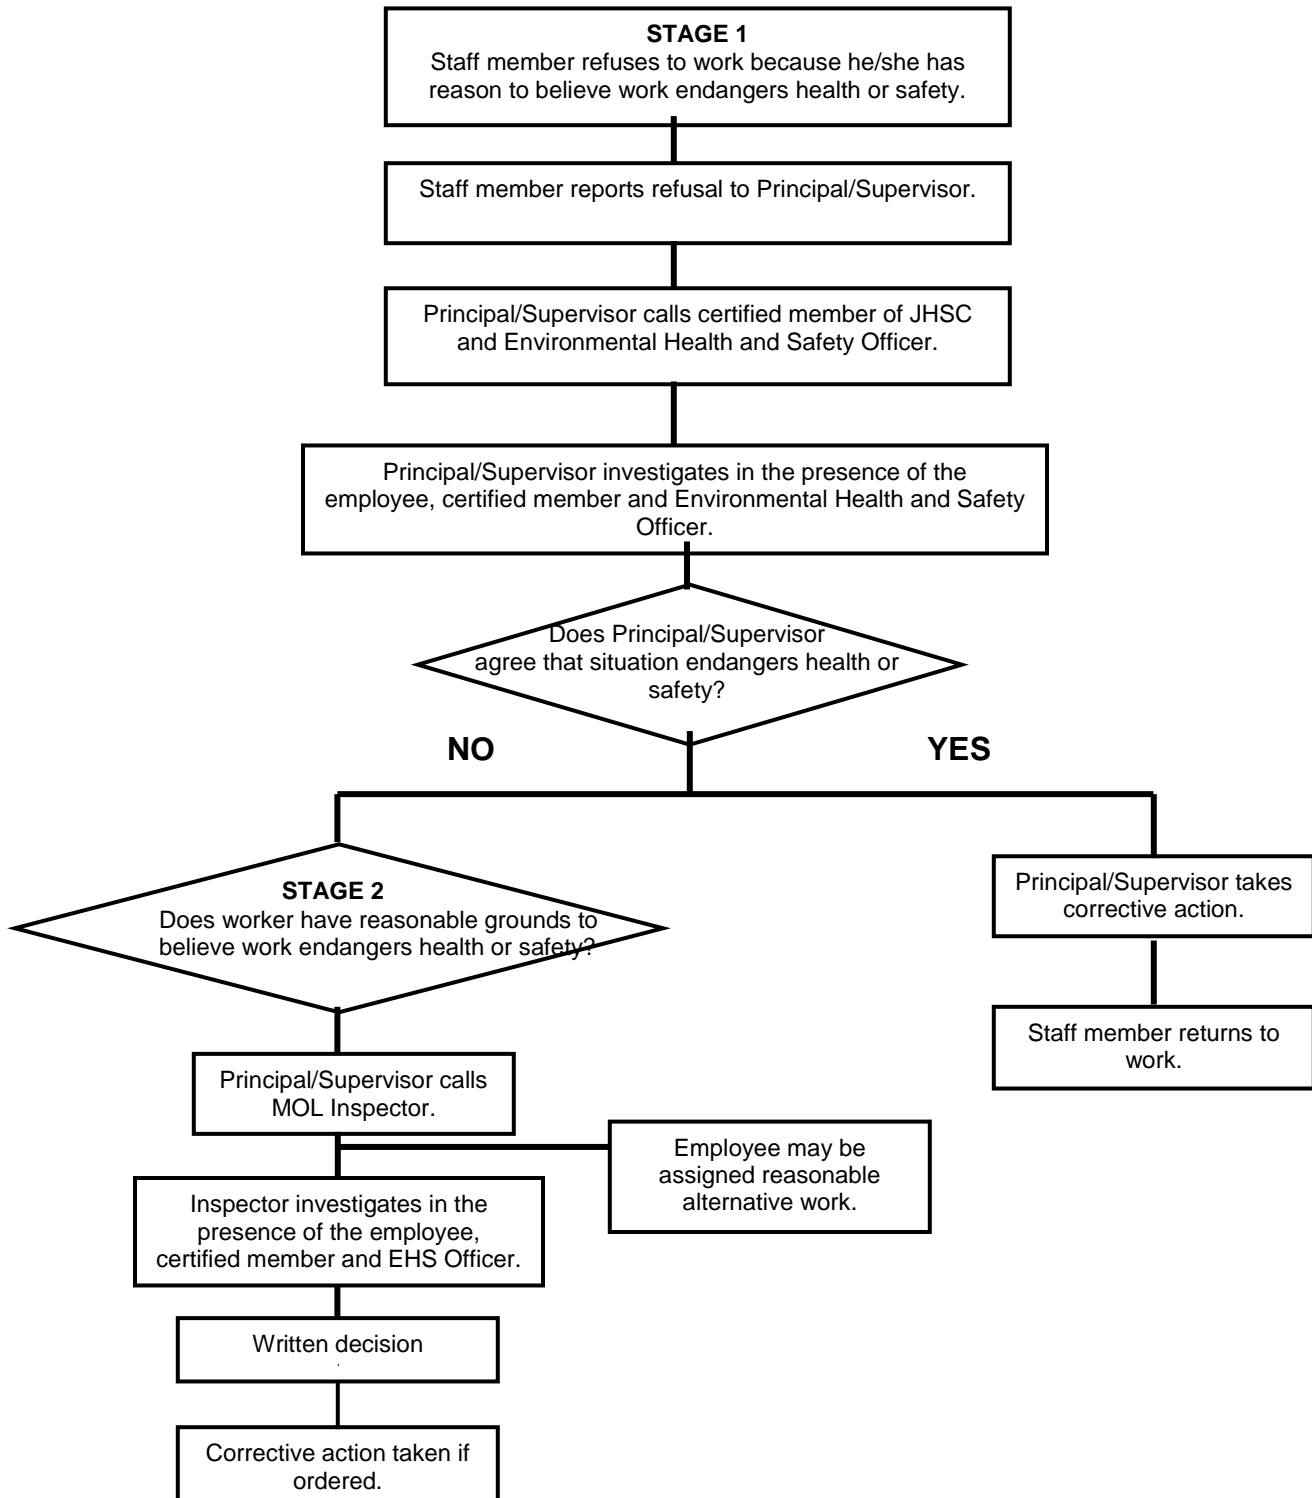 STAGE 1
Staff member refuses to work because he/she has
reason to believe work endangers health or safety.
Staff member reports refusal to Principal/Supervisor.
Principal/Supervisor calls certified member of JHSC
and Environmental Health and Safety Officer.
Principal/Supervisor investigates in the presence of the
employee, certified member and Environmental Health and Safety
Officer.
Does Principal/Supervisor
agree that situation endangers health or
safety?
NO
YES
STAGE 2
Does worker have reasonable grounds to
believe work endangers health or safety?
Principal/Supervisor takes
corrective action.
Staff member returns to
work.
Principal/Supervisor calls
MOL Inspector.
Employee may be
assigned reasonable
alternative work.
Inspector investigates in the
presence of the employee,
certified member and EHS Officer.
Written decision
.
Corrective action taken if
ordered.